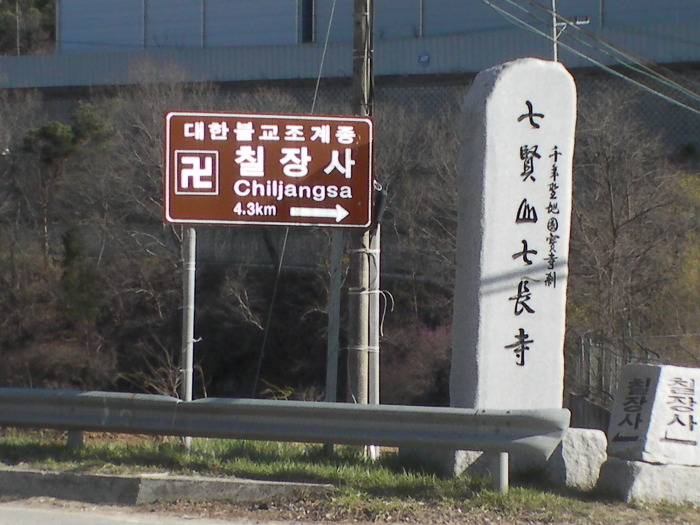 대한불교조계종
卍 칠장사
Chiljangsa
4.3km
七賢山七長寺
千年聖地國寶寺刹
칠장사
칠장사